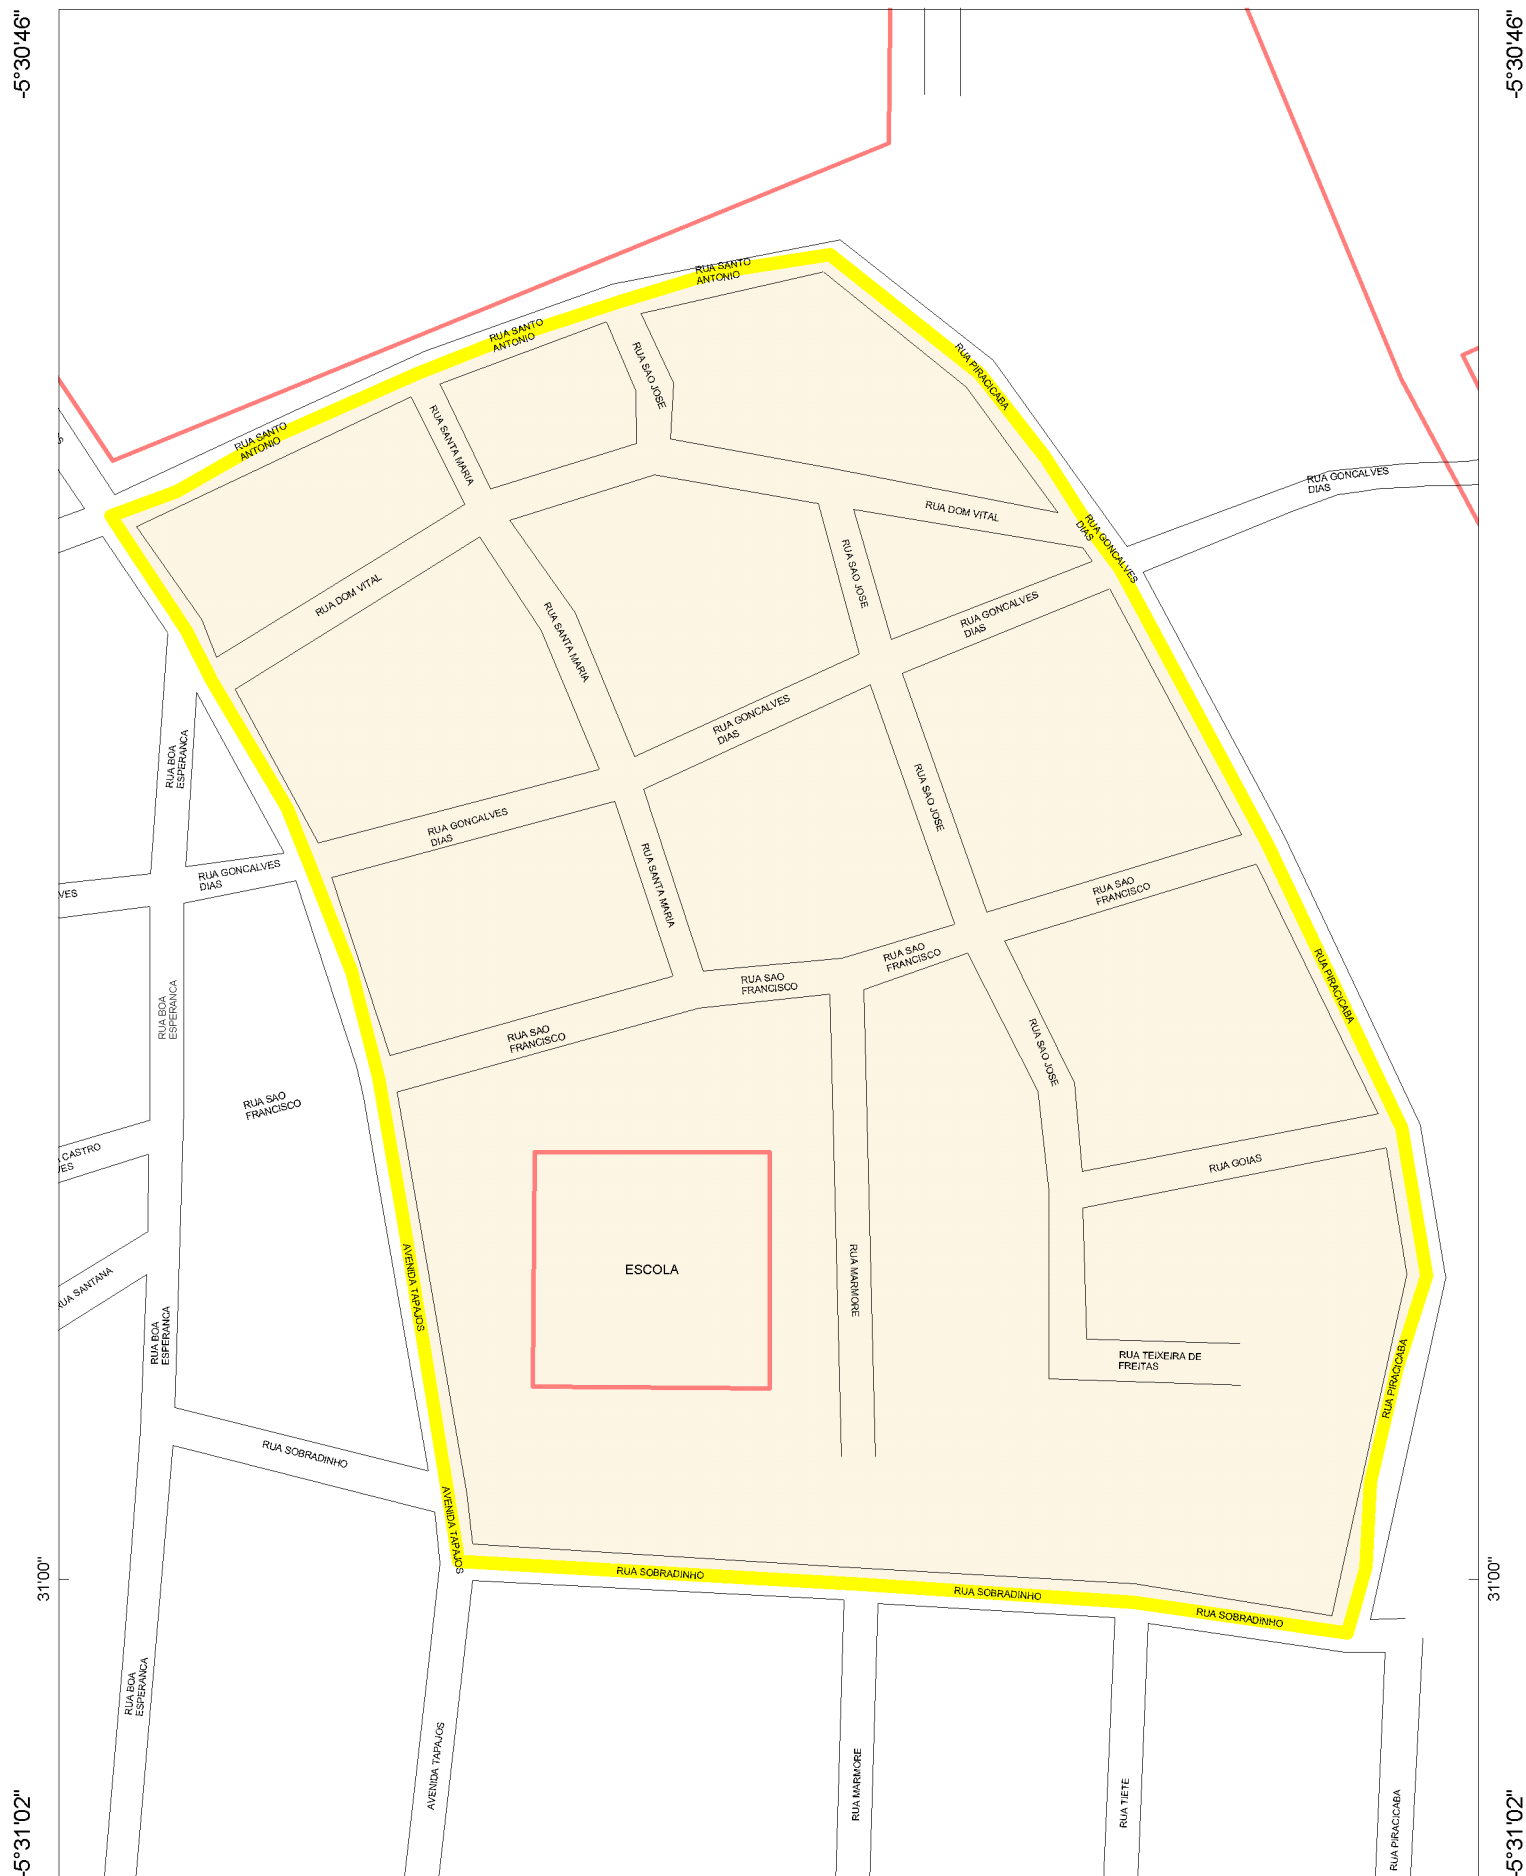 -5°30'46"
-5°30'46"
RUA SANTO
ANTONIO
RUA SANTO
ANTONIO
RUA SANTO
ANTONIO
RUA SAO JOSE
RUA PIRACICABA
RUA SANTA MARIA
RUA GONCALVES
DIAS
RUA DOM VITAL
RUA GONCALVES
DIAS
RUA SAO JOSE
RUA DOM VITAL
RUA GONCALVES
DIAS
RUA SANTA MARIA
RUA GONCALVES
DIAS
RUA BOA
ESPERANCA
RUA SAO JOSE
RUA GONCALVES
DIAS
RUA GONCALVES
DIAS
VES
RUA SANTA MARIA
RUA SAO
FRANCISCO
RUA SAO
FRANCISCO
RUA SAO
FRANCISCO
RUA PIRACICABA
RUA BOA
ESPERANCA
RUA SAO
FRANCISCO
RUA SAO JOSE
RUA SAO
FRANCISCO
CASTRO
VES
RUA GOIAS
RUA SANTANA
AVENIDA TAPAJOS
ESCOLA
RUA MARMORE
RUA BOA
ESPERANCA
RUA TEIXEIRA DE
FREITAS
RUA PIRACICABA
RUA SOBRADINHO
AVENIDA TAPAJOS
31'00"
RUA SOBRADINHO
RUA SOBRADINHO
RUA SOBRADINHO
31'00"
RUA BOA
ESPERANCA
AVENIDA TAPAJOS
RUA MARMORE
RUA TIETE
RUA PIRACICABA
-5°31'02"
-5°31'02"